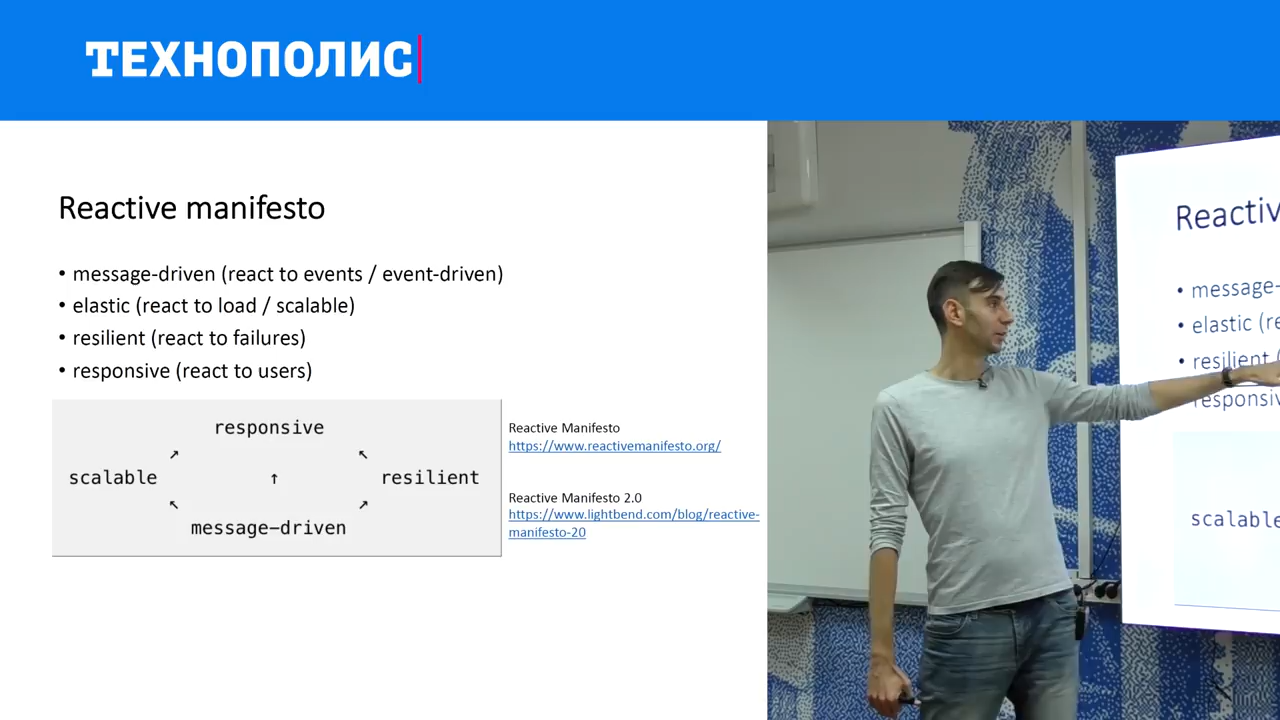 ТЕХНОПОЛИС
Reactive manifesto
• message-driven (react to events / event-driven)
• elastic (react to load / scalable)
• resilient (react to failures)
• responsive (react to users)
responsive
↗ ↖
scalable ↑ resilient
↖ ↗
message-driven
Reactive Manifesto
https://www.reactivemanifesto.org/
Reactive Manifesto 2.0
https://www.lightbend.com/blog/reactive-
manifesto-20
Reactiv
• message-
• elastic (re
• resilient (
responsiv
scalable